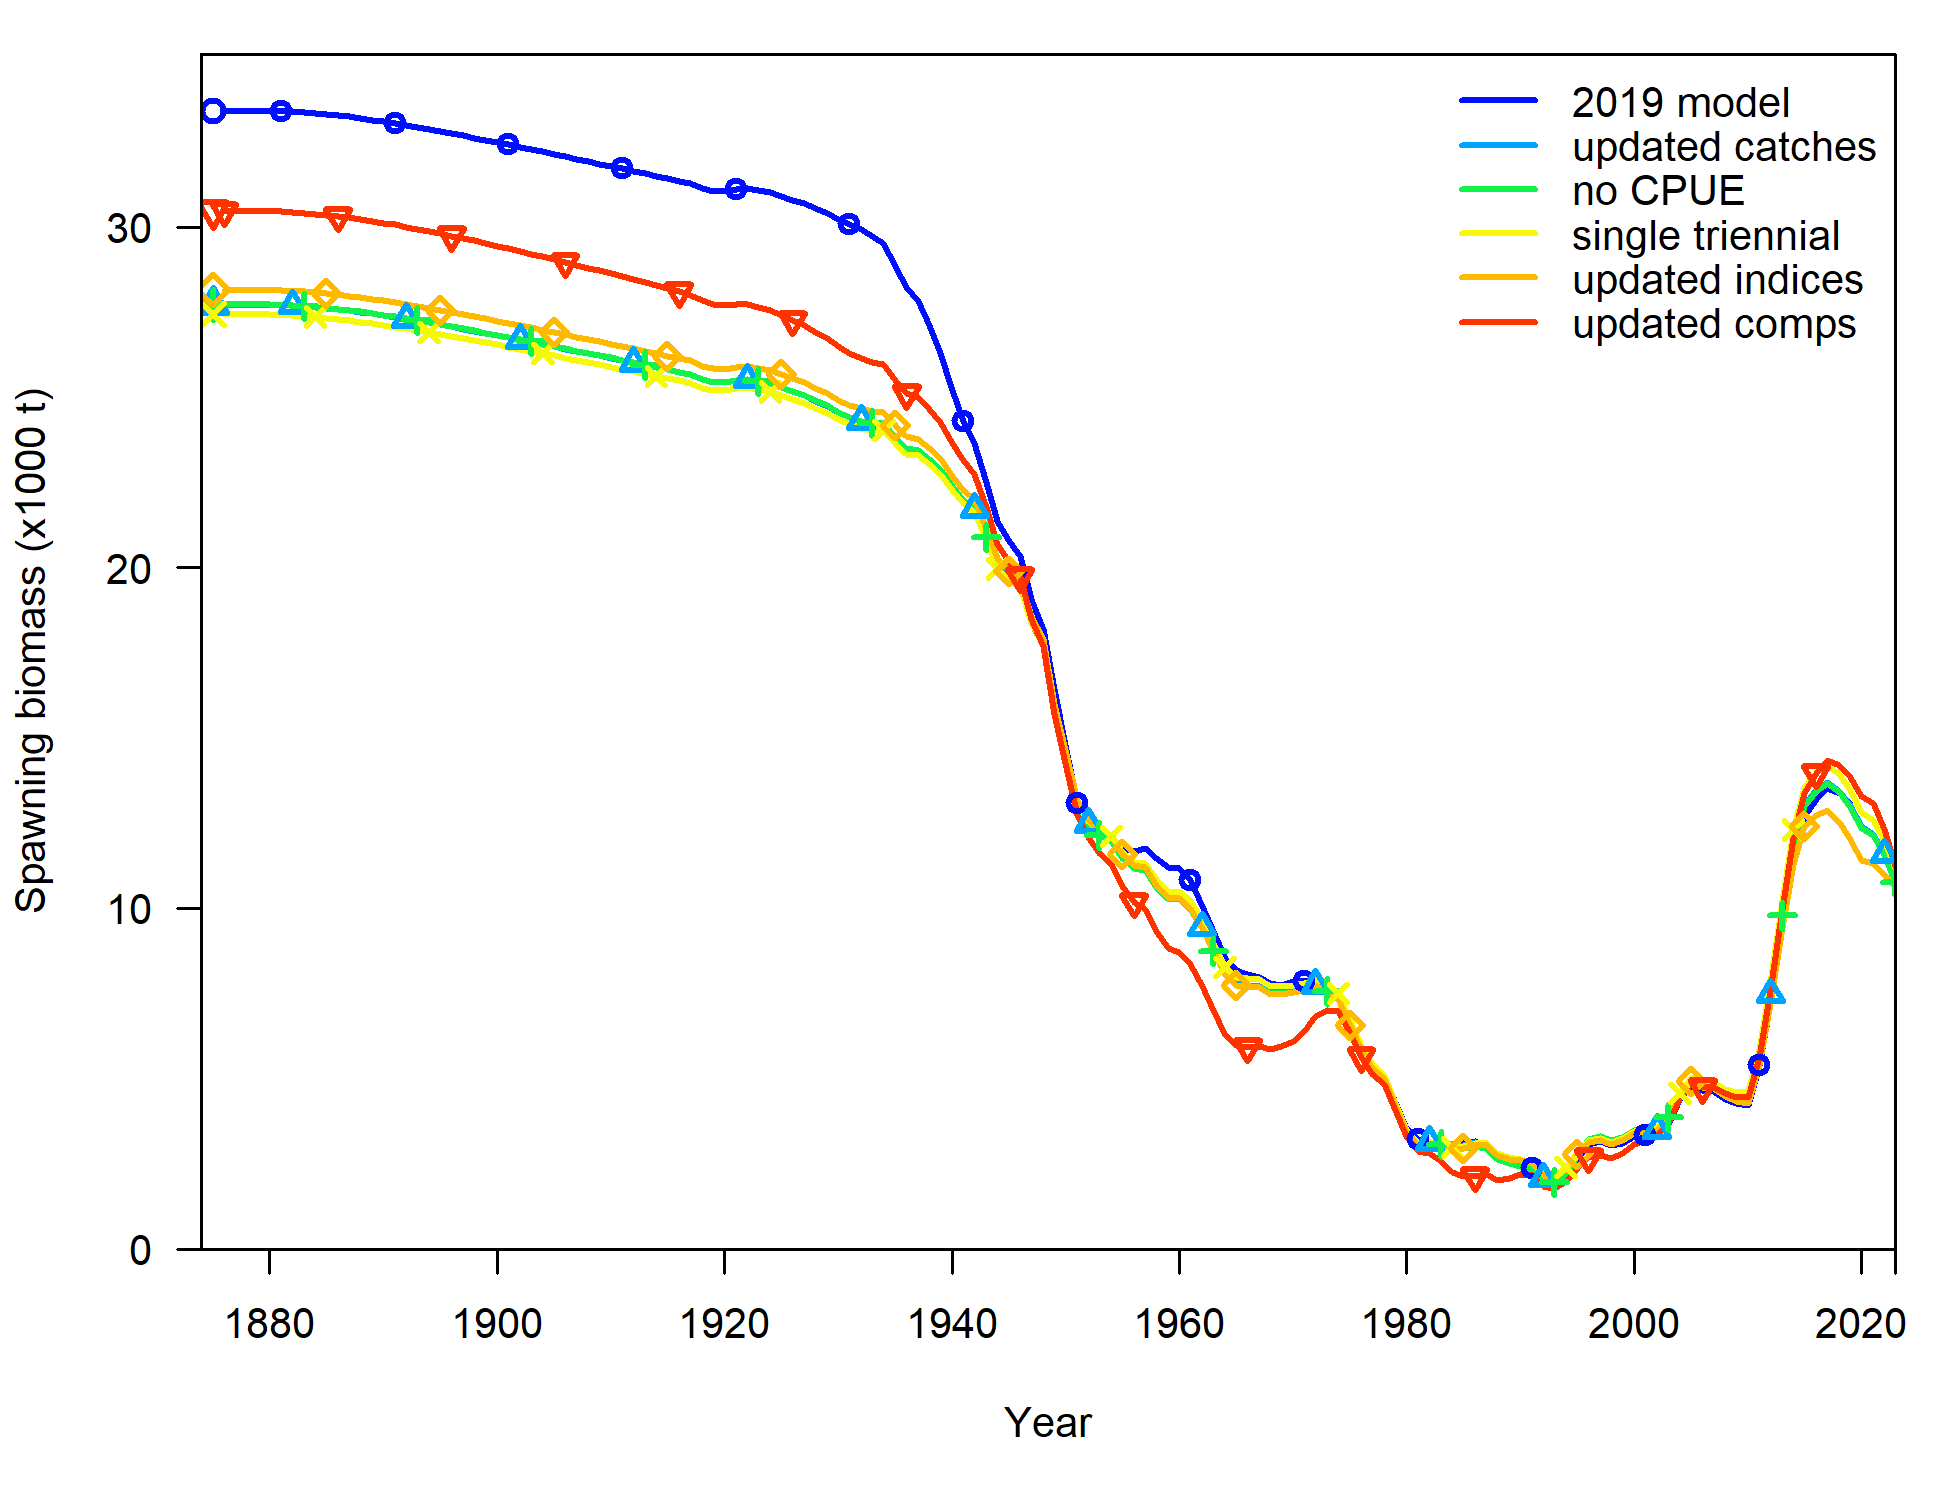 2019 model
updated catches
no CPUE
single triennial
updated indices
updated comps
30
20
10
0
Spawning biomass (x1000 t)
1880 1900 1920 1940 1960 1980 2000 2020
Year